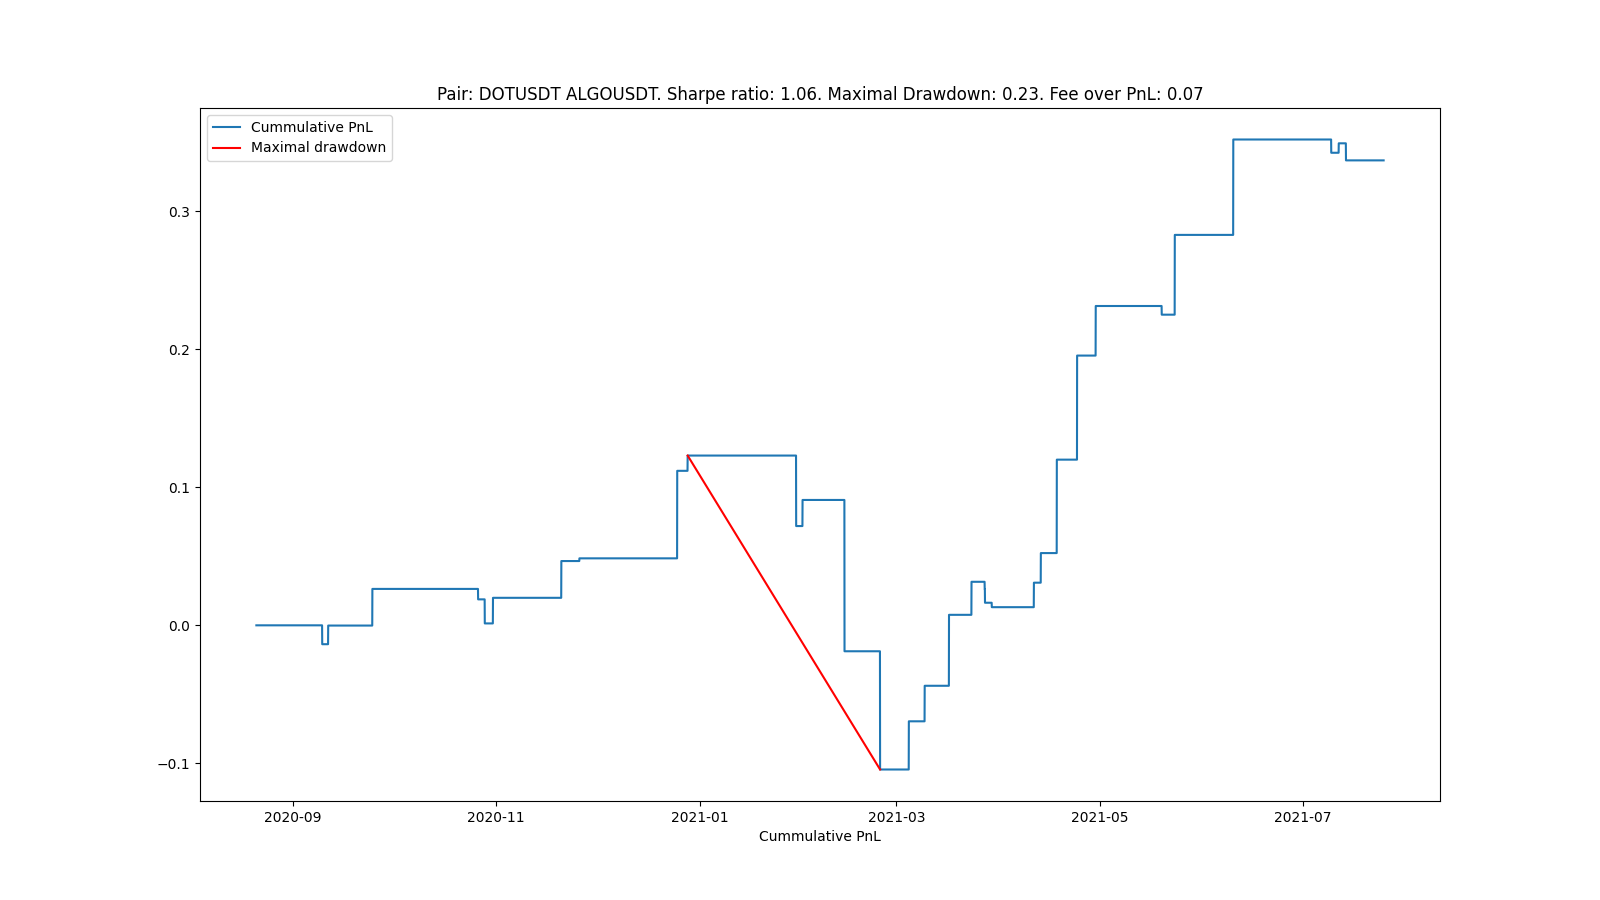 Pair: DOTUSDT ALGOUSDT. Sharpe ratio: 1.06. Maximal Drawdown: 0.23. Fee over PnL: 0.07
Cummulative PnL
Maximal drawdown
0.3
0.2
0.1
0.0
−0.1
2020-09 2020-11 2021-01 2021-03 2021-05 2021-07
Cummulative PnL